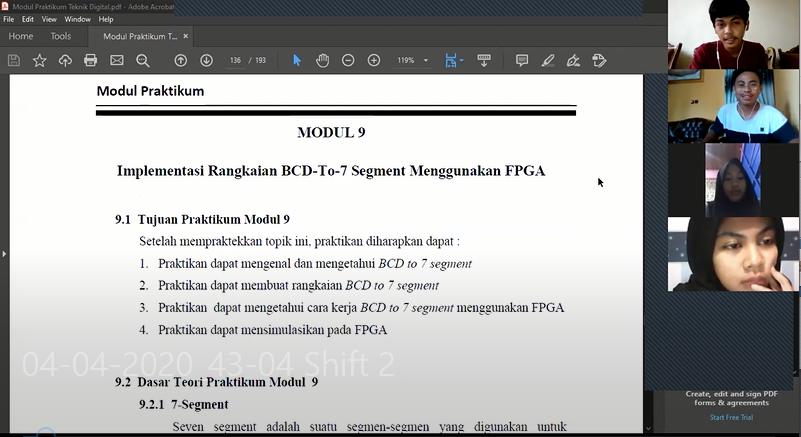 Modul Praktikum Teknik Digital.pdf - Adobe Acrobat
File Edit View Window Help
Home Tools Modul Praktikum T... ×
136 / 193 119%
Modul Praktikum
MODUL 9
Implementasi Rangkaian BCD-To-7 Segment Menggunakan FPGA
9.1 Tujuan Praktikum Modul 9
Setelah mempraktekkan topik ini, praktikan diharapkan dapat :
1. Praktikan dapat mengenal dan mengetahui BCD to 7 segment
2. Praktikan dapat membuat rangkaian BCD to 7 segment
3. Praktikan dapat mengetahui cara kerja BCD to 7 segment menggunakan FPGA
4. Praktikan dapat mensimulasikan pada FPGA
04-04-2020 43-04 Shift 2
9.2 Dasar Teori Praktikum Modul 9
9.2.1 7-Segment
Seven segment adalah suatu segmen-segmen yang digunakan untuk
Create, edit and sign PDF
forms & agreements
Start Free Trial